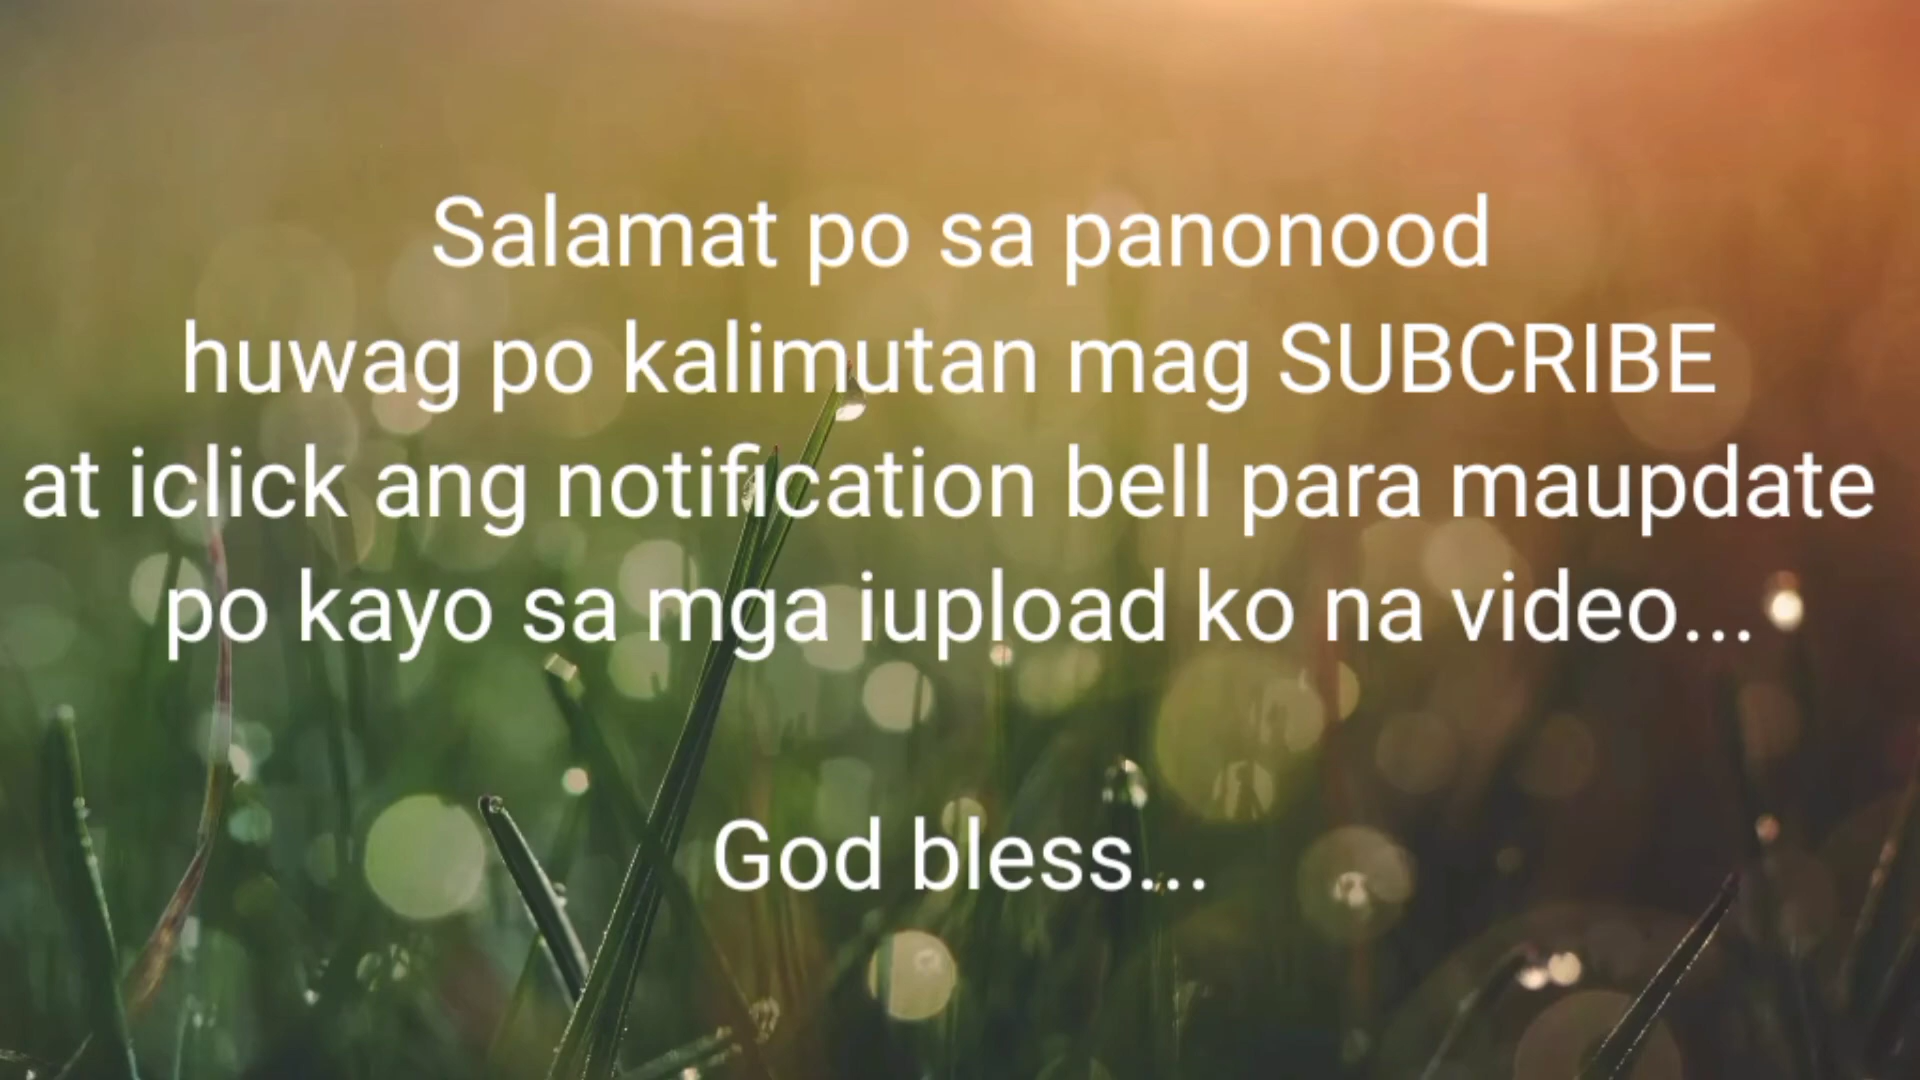 Salamat po sa panonood
huwag po kalimutan mag SUBCRIBE
at iclick ang notification bell para maupdate
po kayo sa mga iupload ko na video...
God bless...